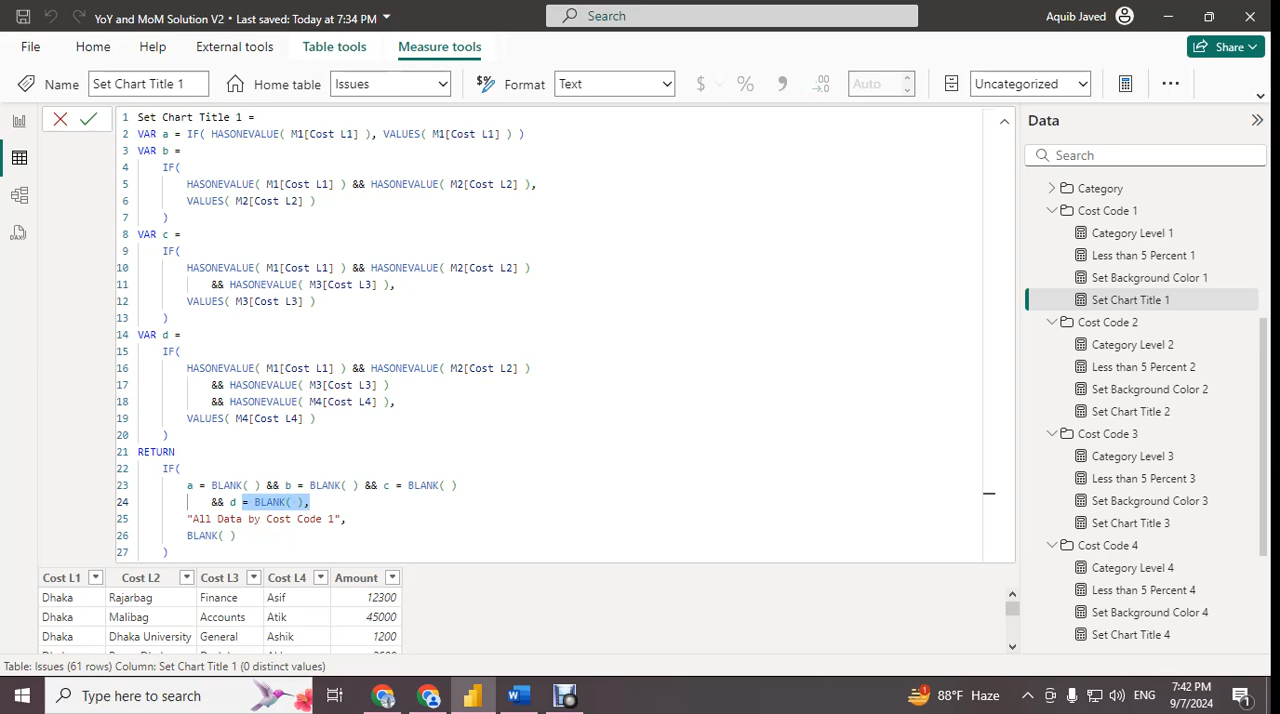 YoY and MoM Solution V2 • Last saved: Today at 7:34 PM
Search
Aquib Javed
File
Home
Help
External tools
Table tools
Measure tools
Share
Name
Set Chart Title 1
Home table
Issues
Format
Text
$
%
Auto
Uncategorized
1 Set Chart Title 1 =
2 VAR a = IF( HASONEVALUE( M1[Cost L1] ), VALUES( M1[Cost L1] ) )
3 VAR b =
4 IF(
5 HASONEVALUE( M1[Cost L1] ) && HASONEVALUE( M2[Cost L2] ),
6 VALUES( M2[Cost L2] )
7 )
8 VAR c =
9 IF(
10 HASONEVALUE( M1[Cost L1] ) && HASONEVALUE( M2[Cost L2] )
11 && HASONEVALUE( M3[Cost L3] ),
12 VALUES( M3[Cost L3] )
13 )
14 VAR d =
15 IF(
16 HASONEVALUE( M1[Cost L1] ) && HASONEVALUE( M2[Cost L2] )
17 && HASONEVALUE( M3[Cost L3] )
18 && HASONEVALUE( M4[Cost L4] ),
19 VALUES( M4[Cost L4] )
20 )
21 RETURN
22 IF(
23 a = BLANK( ) && b = BLANK( ) && c = BLANK( )
24 && d = BLANK( ),
25 "All Data by Cost Code 1",
26 BLANK( )
27 )
Data
Search
Category
Cost Code 1
Category Level 1
Less than 5 Percent 1
Set Background Color 1
Set Chart Title 1
Cost Code 2
Category Level 2
Less than 5 Percent 2
Set Background Color 2
Set Chart Title 2
Cost Code 3
Category Level 3
Less than 5 Percent 3
Set Background Color 3
Set Chart Title 3
Cost Code 4
Category Level 4
Less than 5 Percent 4
Set Background Color 4
Set Chart Title 4
Cost L1 Cost L2 Cost L3 Cost L4 Amount
Dhaka Rajarbag Finance Asif 12300
Dhaka Malibag Accounts Atik 45000
Dhaka Dhaka University General Ashik 1200
Table: Issues (61 rows) Column: Set Chart Title 1 (0 distinct values)
Type here to search
88°F Haze
ENG
7:42 PM
9/7/2024